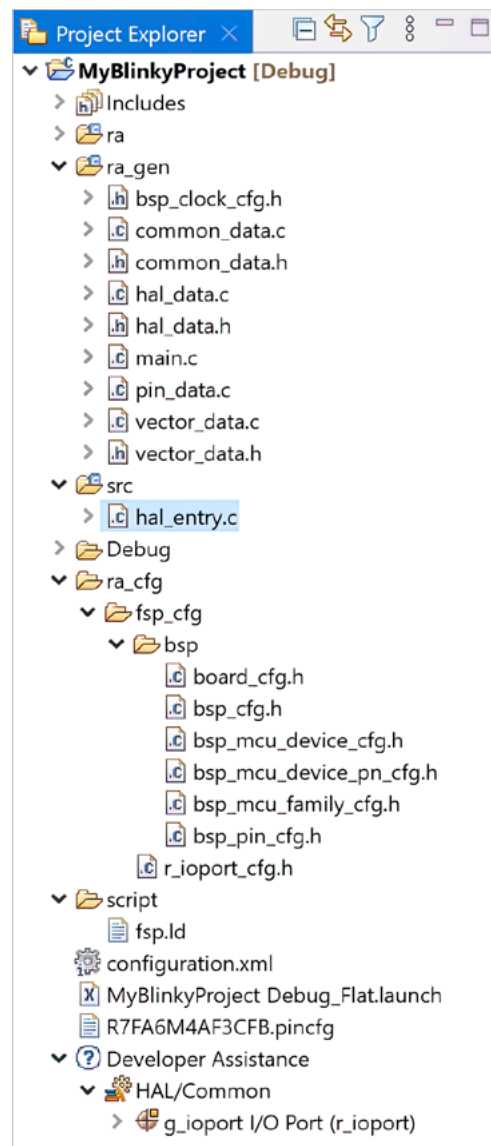 Project Explorer
MyBlinkyProject [Debug]
Includes
ra
ra_gen
bsp_clock_cfg.h
common_data.c
common_data.h
hal_data.c
hal_data.h
main.c
pin_data.c
vector_data.c
vector_data.h
src
hal_entry.c
Debug
ra_cfg
fsp_cfg
bsp
board_cfg.h
bsp_cfg.h
bsp_mcu_device_cfg.h
bsp_mcu_device_pn_cfg.h
bsp_mcu_family_cfg.h
bsp_pin_cfg.h
r_ioport_cfg.h
script
fsp.ld
configuration.xml
MyBlinkyProject Debug_Flat.launch
R7FA6M4AF3CFB.pincfg
Developer Assistance
HAL/Common
g_ioport I/O Port (r_ioport)